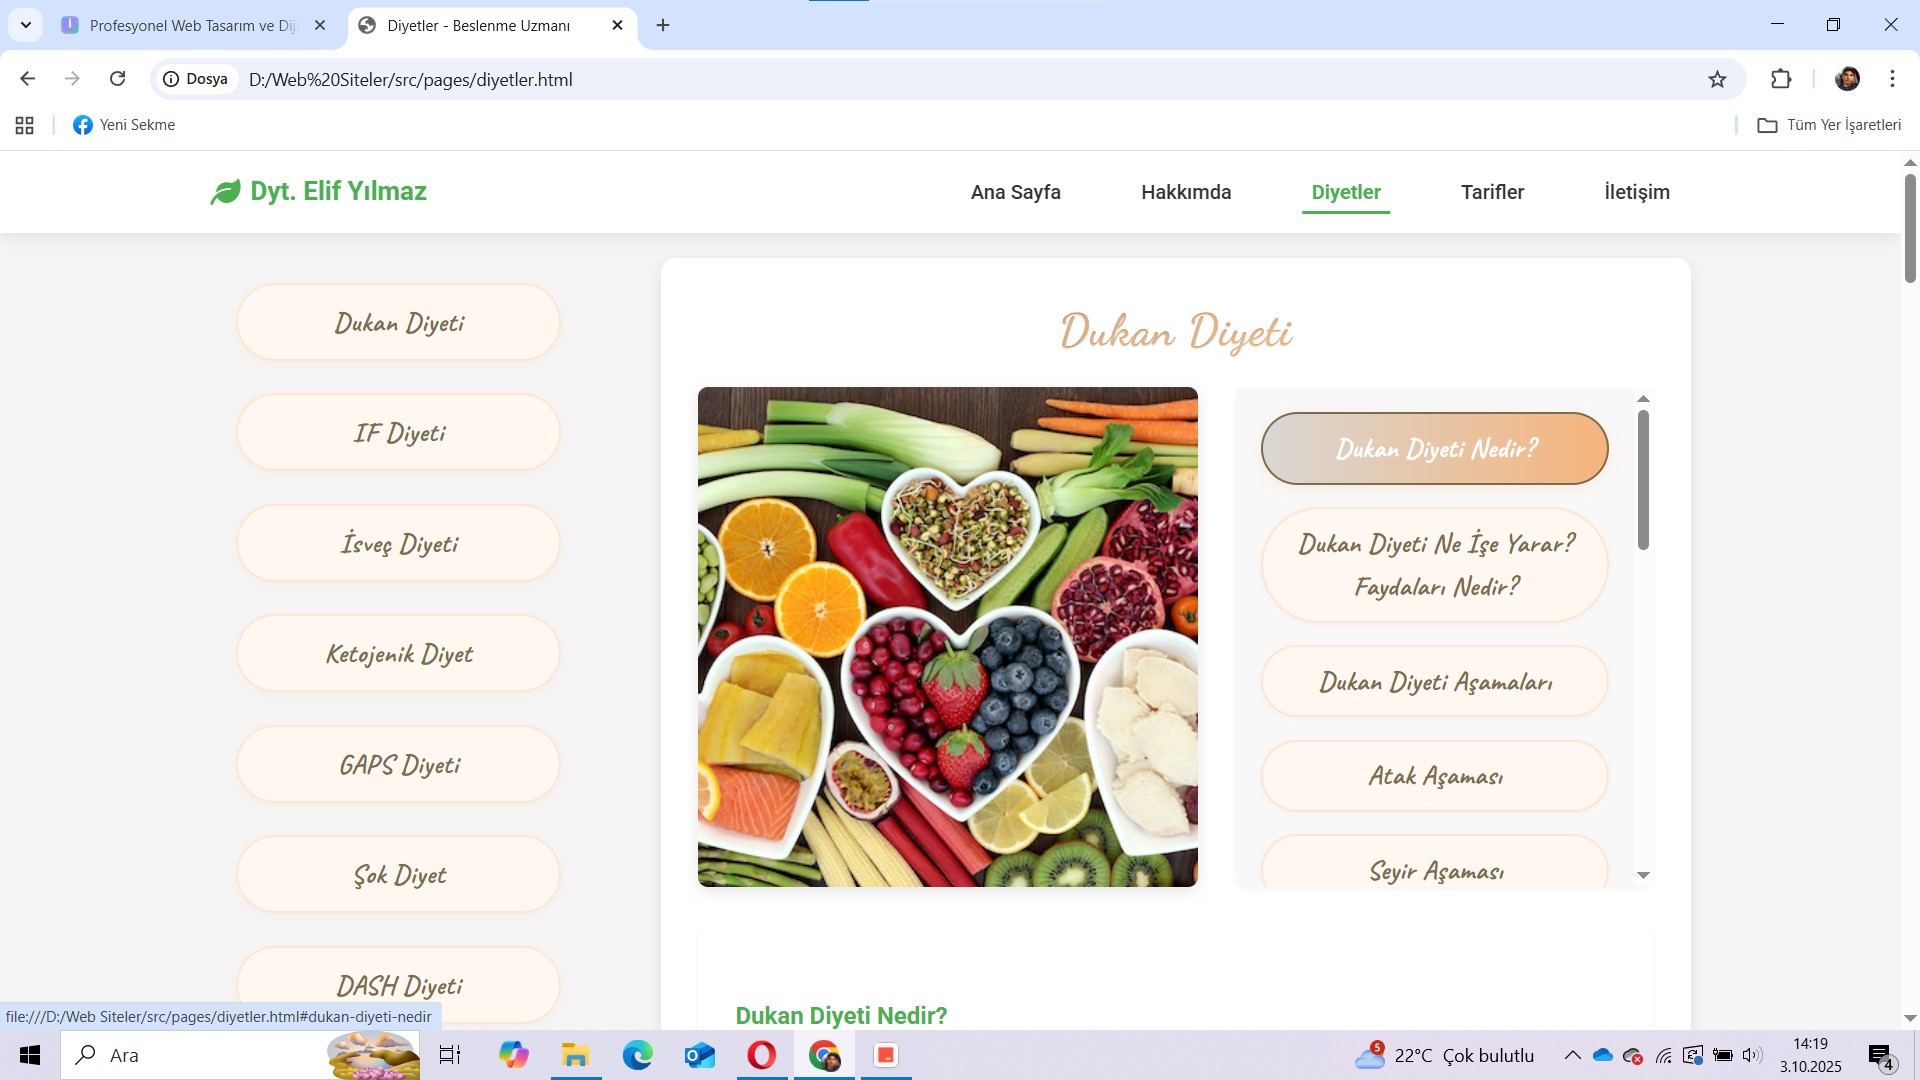 Profesyonel Web Tasarım ve Dij
Diyetler - Beslenme Uzmanı
Dosya
D:/Web%20Siteler/src/pages/diyetler.html
Yeni Sekme
Tüm Yer İşaretleri
Dyt. Elif Yılmaz
Ana Sayfa
Hakkımda
Diyetler
Tarifler
İletişim
Dukan Diyeti
IF Diyeti
İsveç Diyeti
Ketojenik Diyet
GAPS Diyeti
Şok Diyet
DASH Diyeti
Dukan Diyeti
Dukan Diyeti Nedir?
Dukan Diyeti Ne İşe Yarar?
Faydaları Nedir?
Dukan Diyeti Aşamaları
Atak Aşaması
Seyir Aşaması
Dukan Diyeti Nedir?
file:///D:/Web Siteler/src/pages/diyetler.html#dukan-diyeti-nedir
Ara
5
22°C Çok bulutlu
14:19
3.10.2025
4